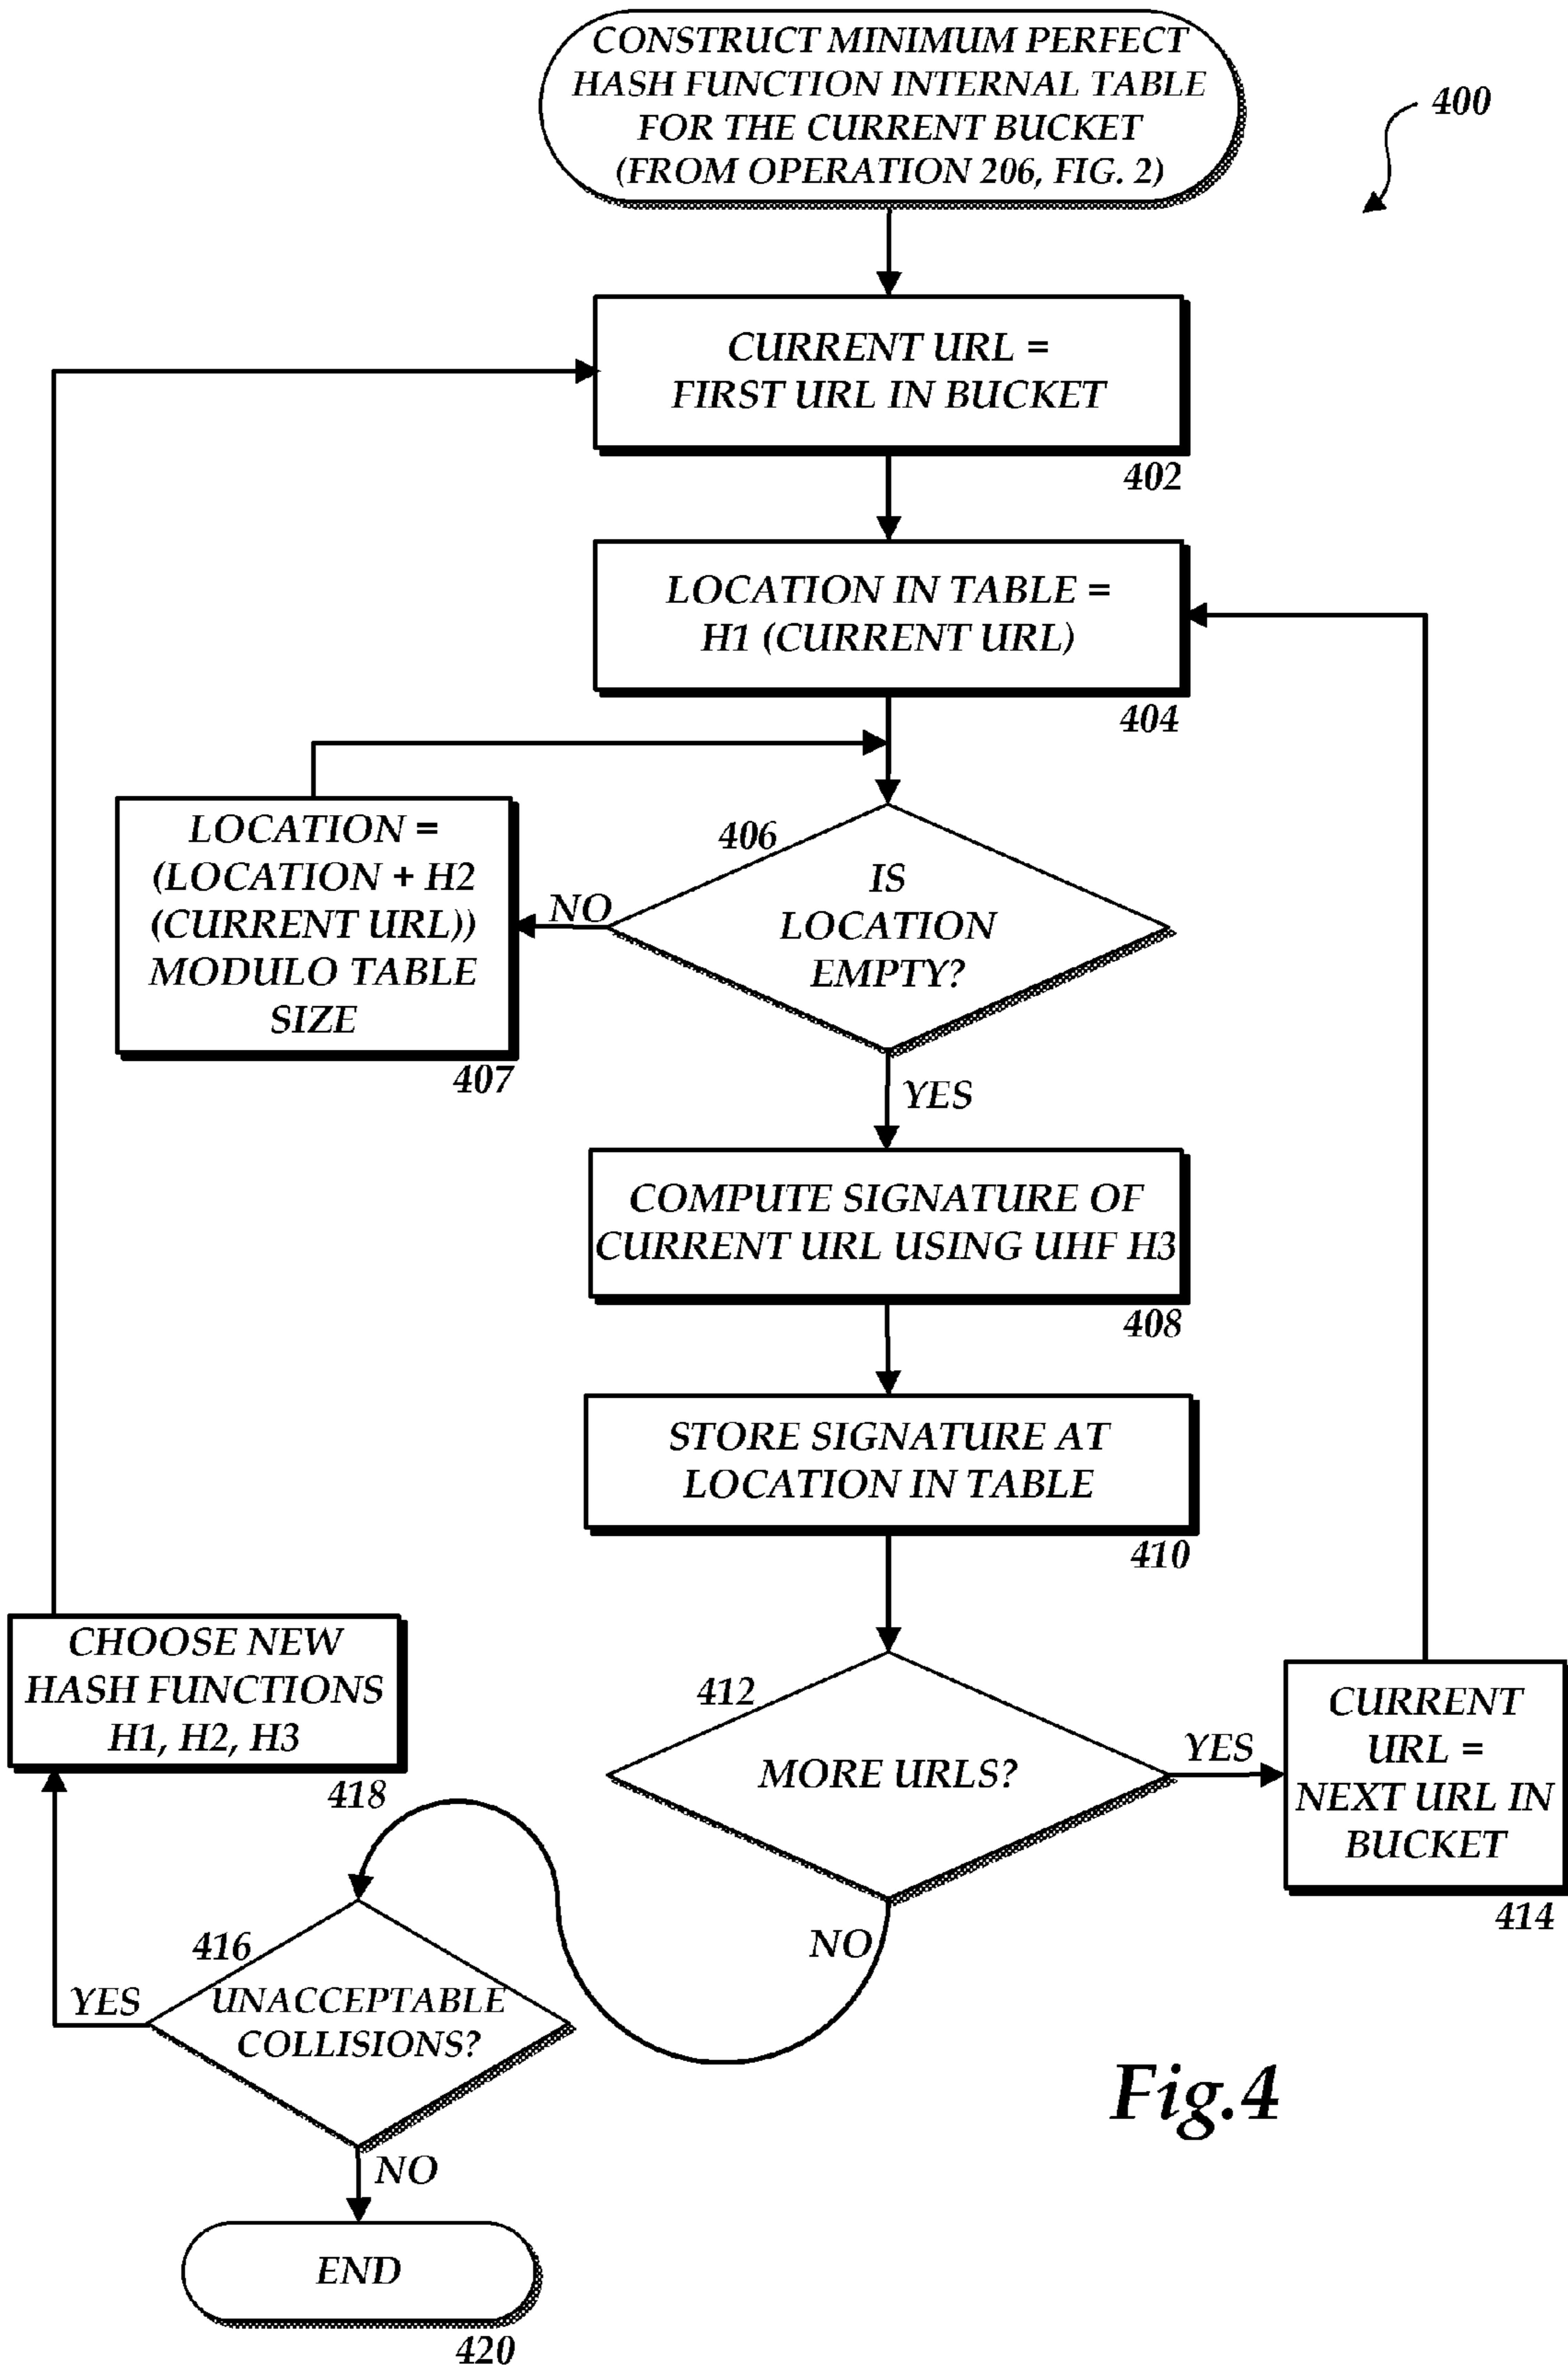 CONSTRUCT MINIMUM PERFECT
HASH FUNCTION INTERNAL TABLE
FOR THE CURRENT BUCKET
(FROM OPERATION 206, FIG. 2)
400
CURRENT URL =
FIRST URL IN BUCKET
402
LOCATION IN TABLE =
H1 (CURRENT URL)
404
LOCATION =
(LOCATION + H2
(CURRENT URL))
MODULO TABLE
SIZE
407
406
IS
LOCATION
EMPTY?
NO
YES
COMPUTE SIGNATURE OF
CURRENT URL USING UHF H3
408
STORE SIGNATURE AT
LOCATION IN TABLE
410
412
MORE URLS?
YES
CURRENT
URL =
NEXT URL IN
BUCKET
414
NO
CHOOSE NEW
HASH FUNCTIONS
H1, H2, H3
418
416
UNACCEPTABLE
COLLISIONS?
YES
NO
END
420
Fig.4